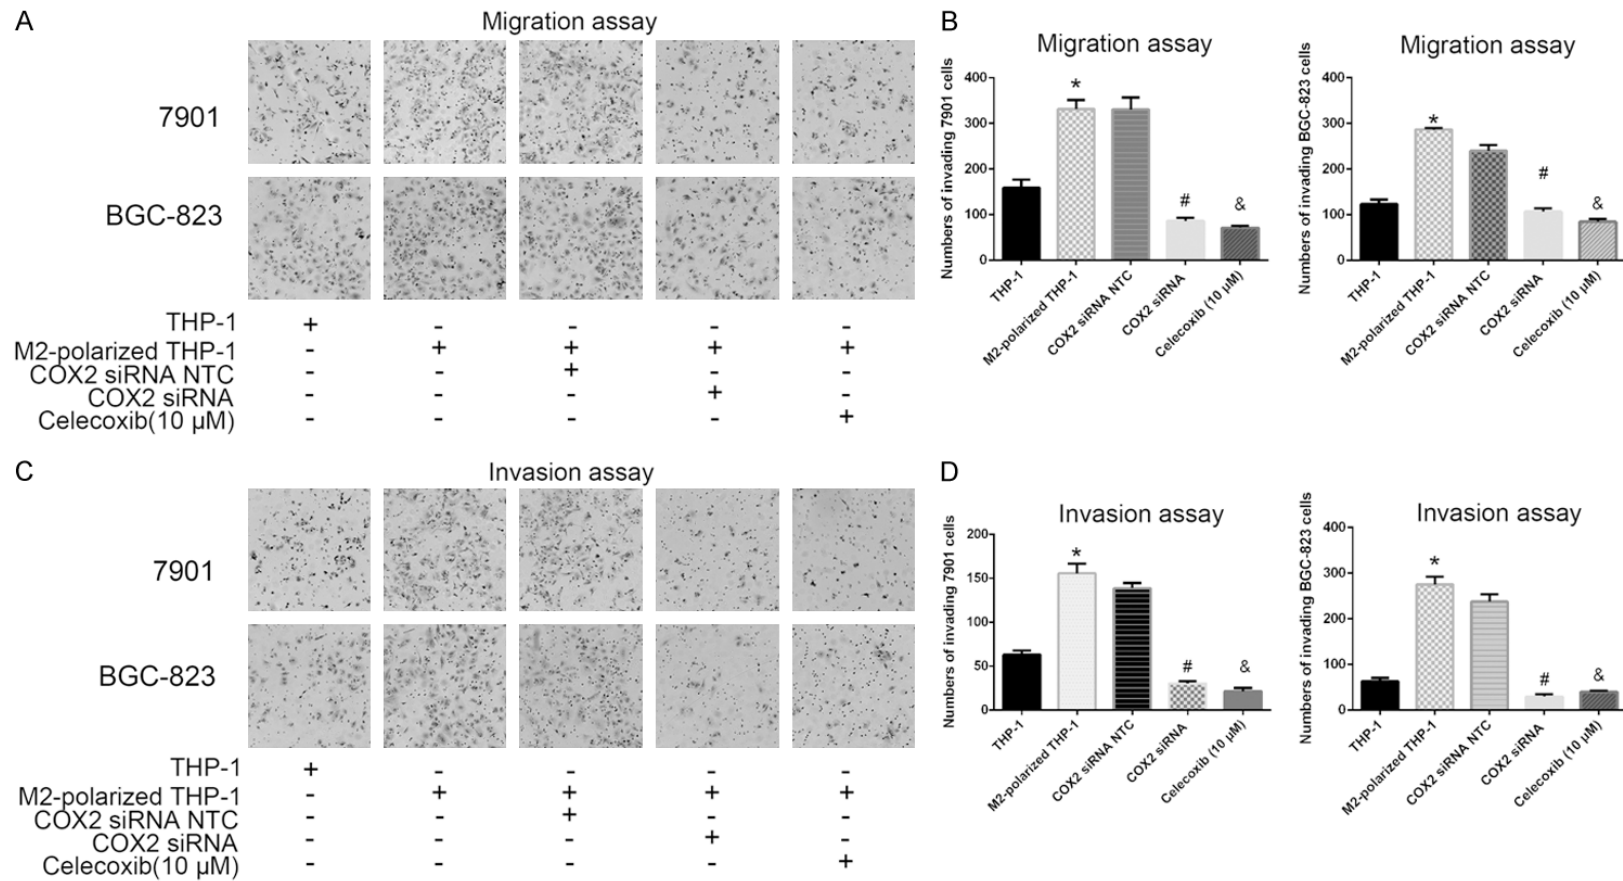 A
Migration assay
7901
BGC-823
THP-1 + - - - -
M2-polarized THP-1 - + + + +
COX2 siRNA NTC - - + - -
COX2 siRNA - - - + -
Celecoxib(10 µM) - - - - +
B
Migration assay
Numbers of invading 7901 cells
400
300
200
100
0
*
#
&
THP-1
M2-polarized THP-1
COX2 siRNA NTC
COX2 siRNA
Celecoxib (10 µM)
Migration assay
Numbers of invading BGC-823 cells
400
300
200
100
0
*
#
&
THP-1
M2-polarized THP-1
COX2 siRNA NTC
COX2 siRNA
Celecoxib (10 µM)
C
Invasion assay
7901
BGC-823
THP-1 + - - - -
M2-polarized THP-1 - + + + +
COX2 siRNA NTC - - + - -
COX2 siRNA - - - + -
Celecoxib(10 µM) - - - - +
D
Invasion assay
Numbers of invading 7901 cells
200
150
100
50
0
*
#
&
THP-1
M2-polarized THP-1
COX2 siRNA NTC
COX2 siRNA
Celecoxib (10 µM)
Invasion assay
Numbers of invading BGC-823 cells
400
300
200
100
0
*
#
&
THP-1
M2-polarized THP-1
COX2 siRNA NTC
COX2 siRNA
Celecoxib (10 µM)